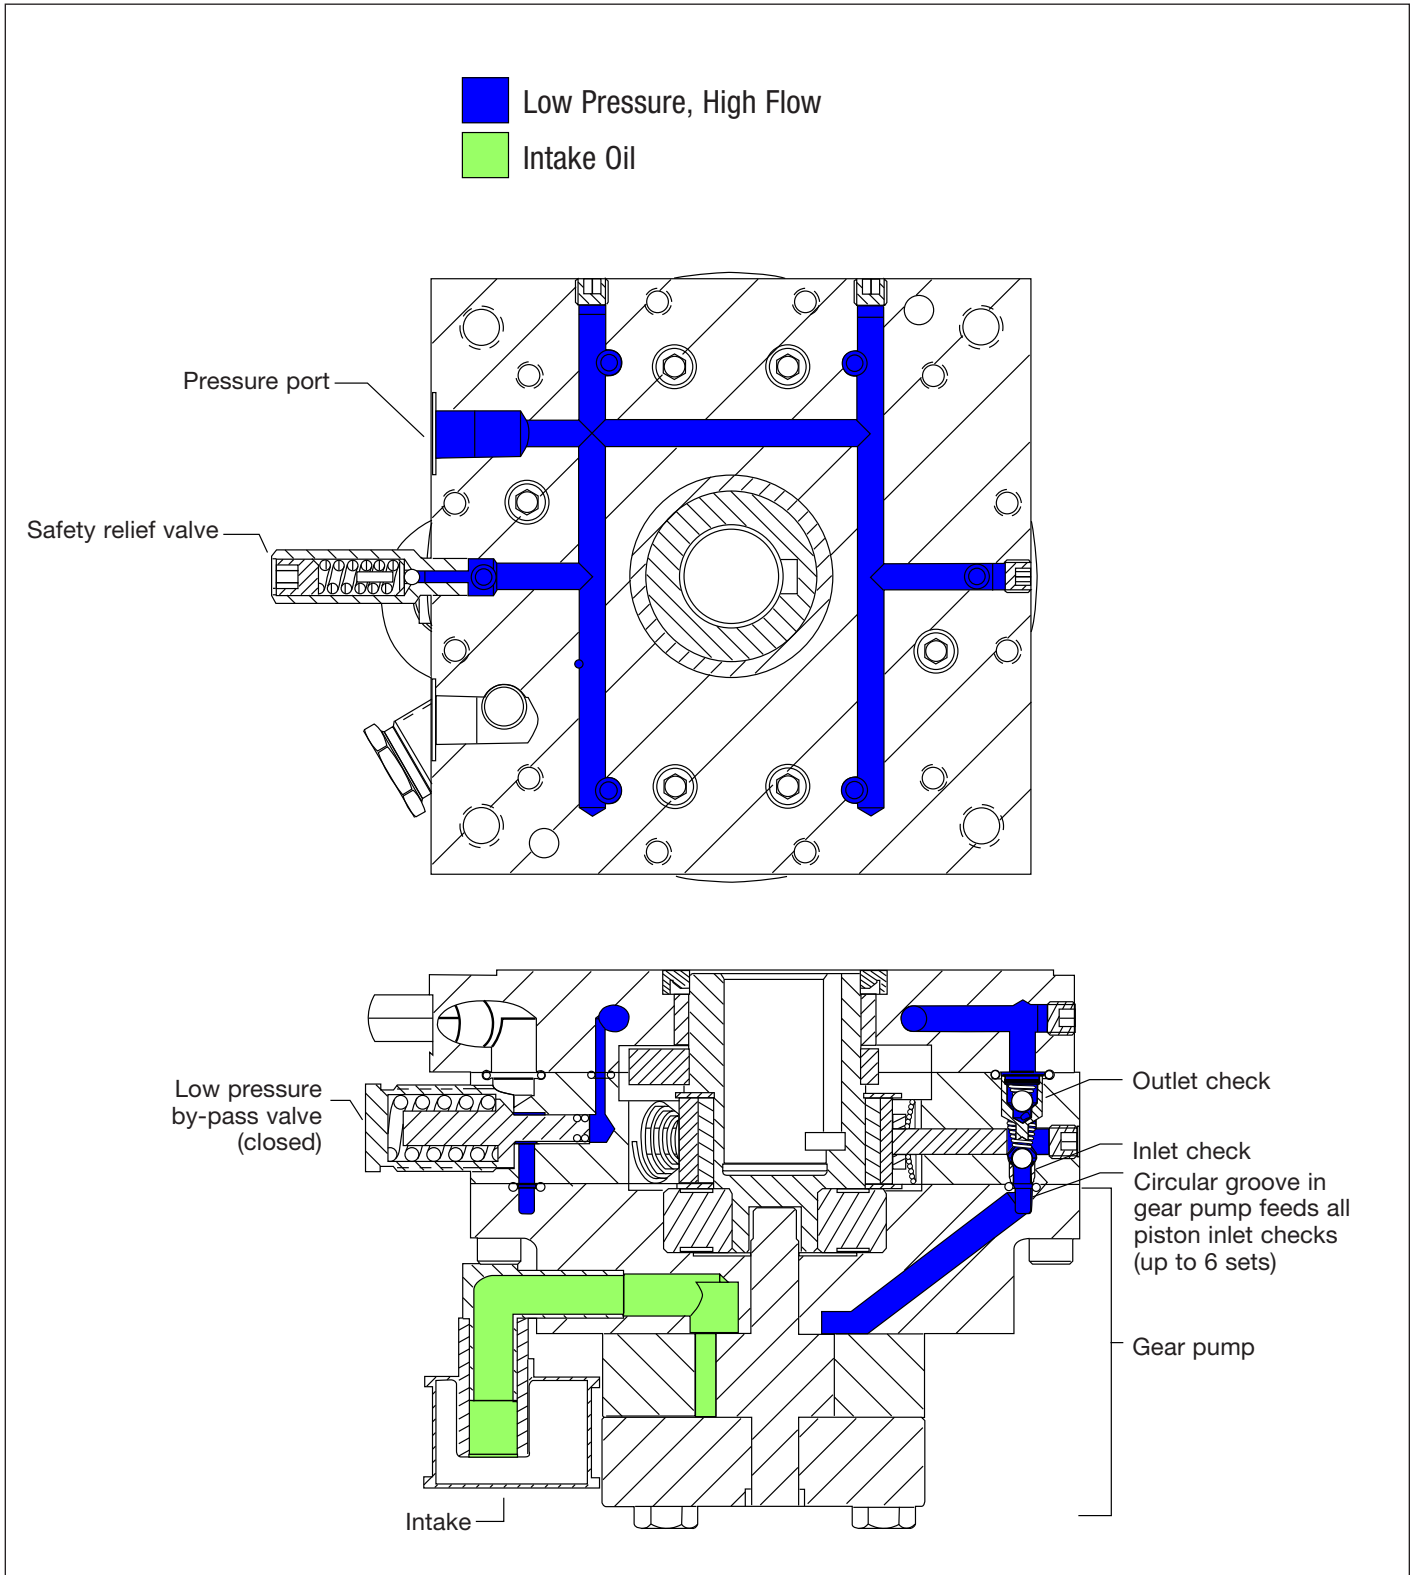 Low Pressure, High Flow
Intake Oil
Pressure port
Safety relief valve
Low pressure
by-pass valve
(closed)
Outlet check
Inlet check
Circular groove in
gear pump feeds all
piston inlet checks
(up to 6 sets)
Gear pump
Intake